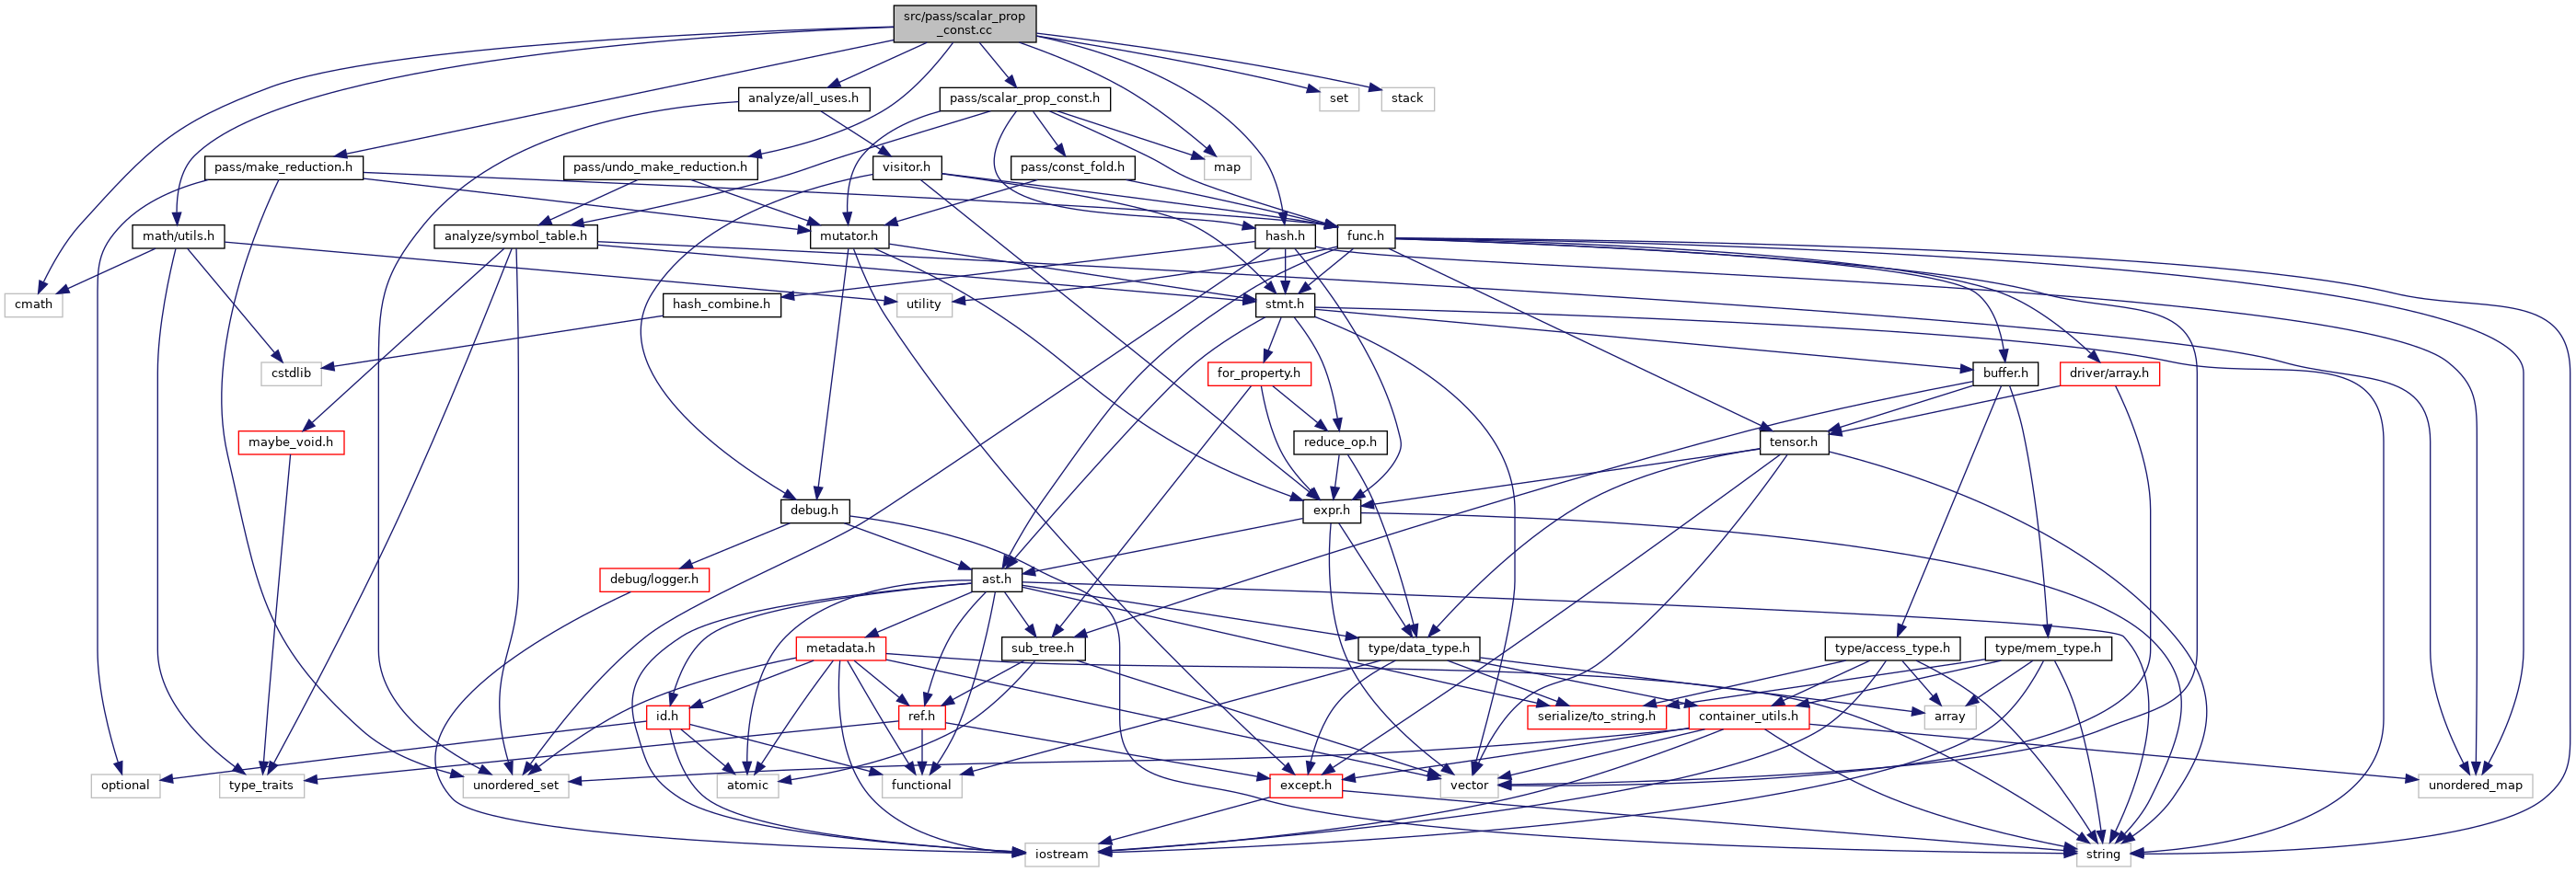 src/pass/scalar_prop
_const.cc
analyze/all_uses.h
pass/scalar_prop_const.h
set
stack
pass/make_reduction.h
pass/undo_make_reduction.h
visitor.h
pass/const_fold.h
map
math/utils.h
analyze/symbol_table.h
mutator.h
hash.h
func.h
cmath
hash_combine.h
utility
stmt.h
cstdlib
for_property.h
buffer.h
driver/array.h
maybe_void.h
reduce_op.h
tensor.h
debug.h
expr.h
debug/logger.h
ast.h
metadata.h
sub_tree.h
type/data_type.h
type/access_type.h
type/mem_type.h
id.h
ref.h
serialize/to_string.h
container_utils.h
array
optional
type_traits
unordered_set
atomic
functional
except.h
vector
unordered_map
iostream
string